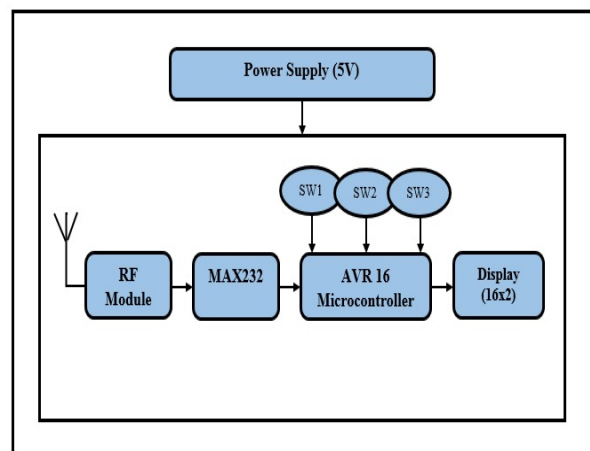 Power Supply (5V)
SW1
SW2
SW3
RF
Module
MAX232
AVR 16
Microcontroller
Display
(16x2)